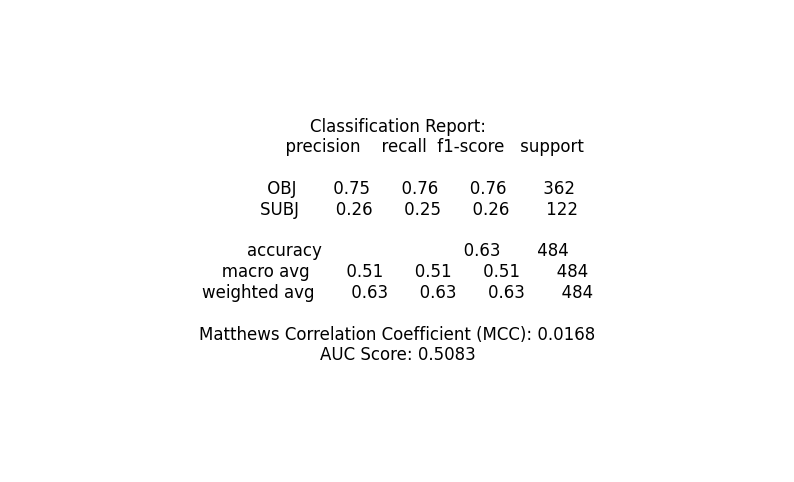 Classification Report:
precision recall f1-score support
OBJ 0.75 0.76 0.76 362
SUBJ 0.26 0.25 0.26 122
accuracy 0.63 484
macro avg 0.51 0.51 0.51 484
weighted avg 0.63 0.63 0.63 484
Matthews Correlation Coefficient (MCC): 0.0168
AUC Score: 0.5083